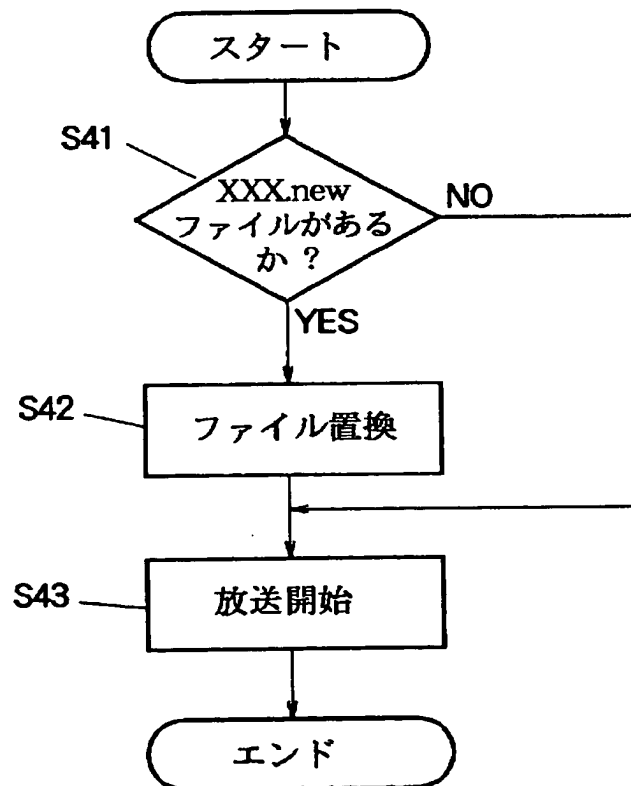 スタート
S41
XXX.new
ファイルがある
か ?
NO
YES
S42
ファイル置換
S43
放送開始
エンド